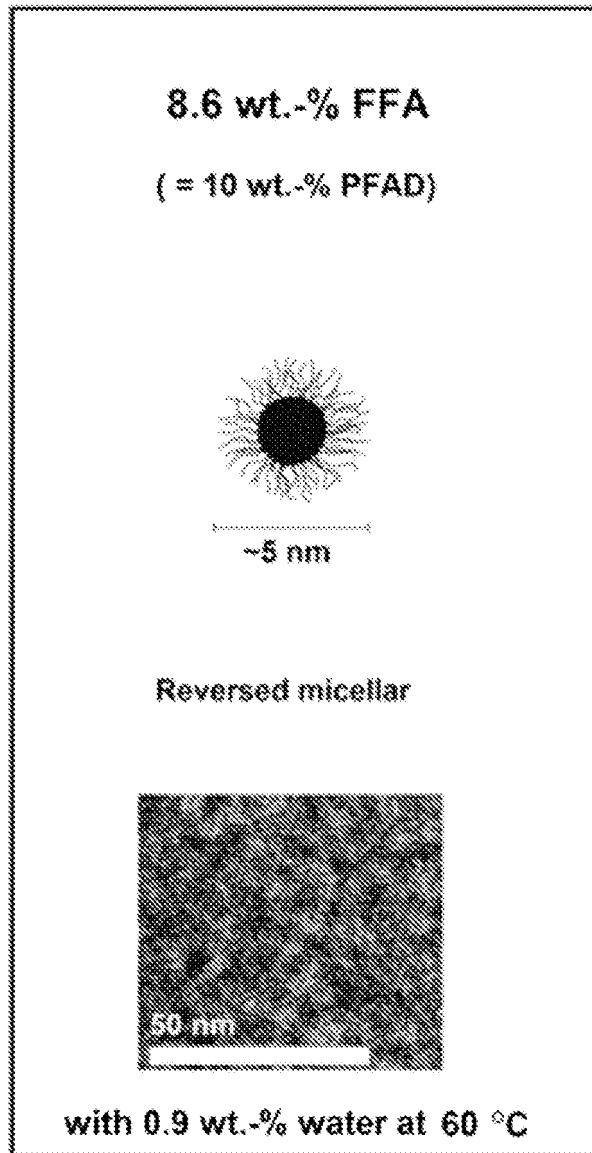 8.6 wt.-% FFA
( = 10 wt.-% PFAD)
~5 nm
Reversed micellar
50 nm
with 0.9 wt.-% water at 60 °C